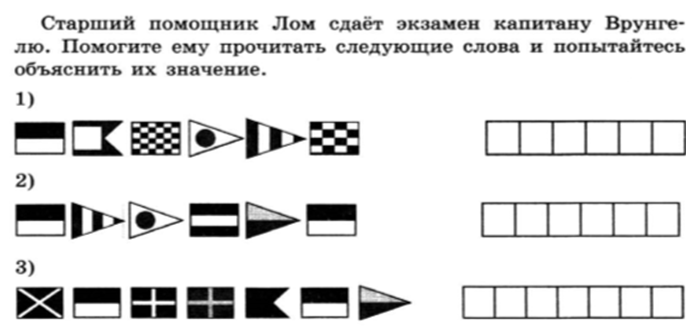 Старший помощник Лом сдаёт экзамен капитану Врунге-
лю. Помогите ему прочитать следующие слова и попытайтесь
объяснить их значение.
1)
2)
3)